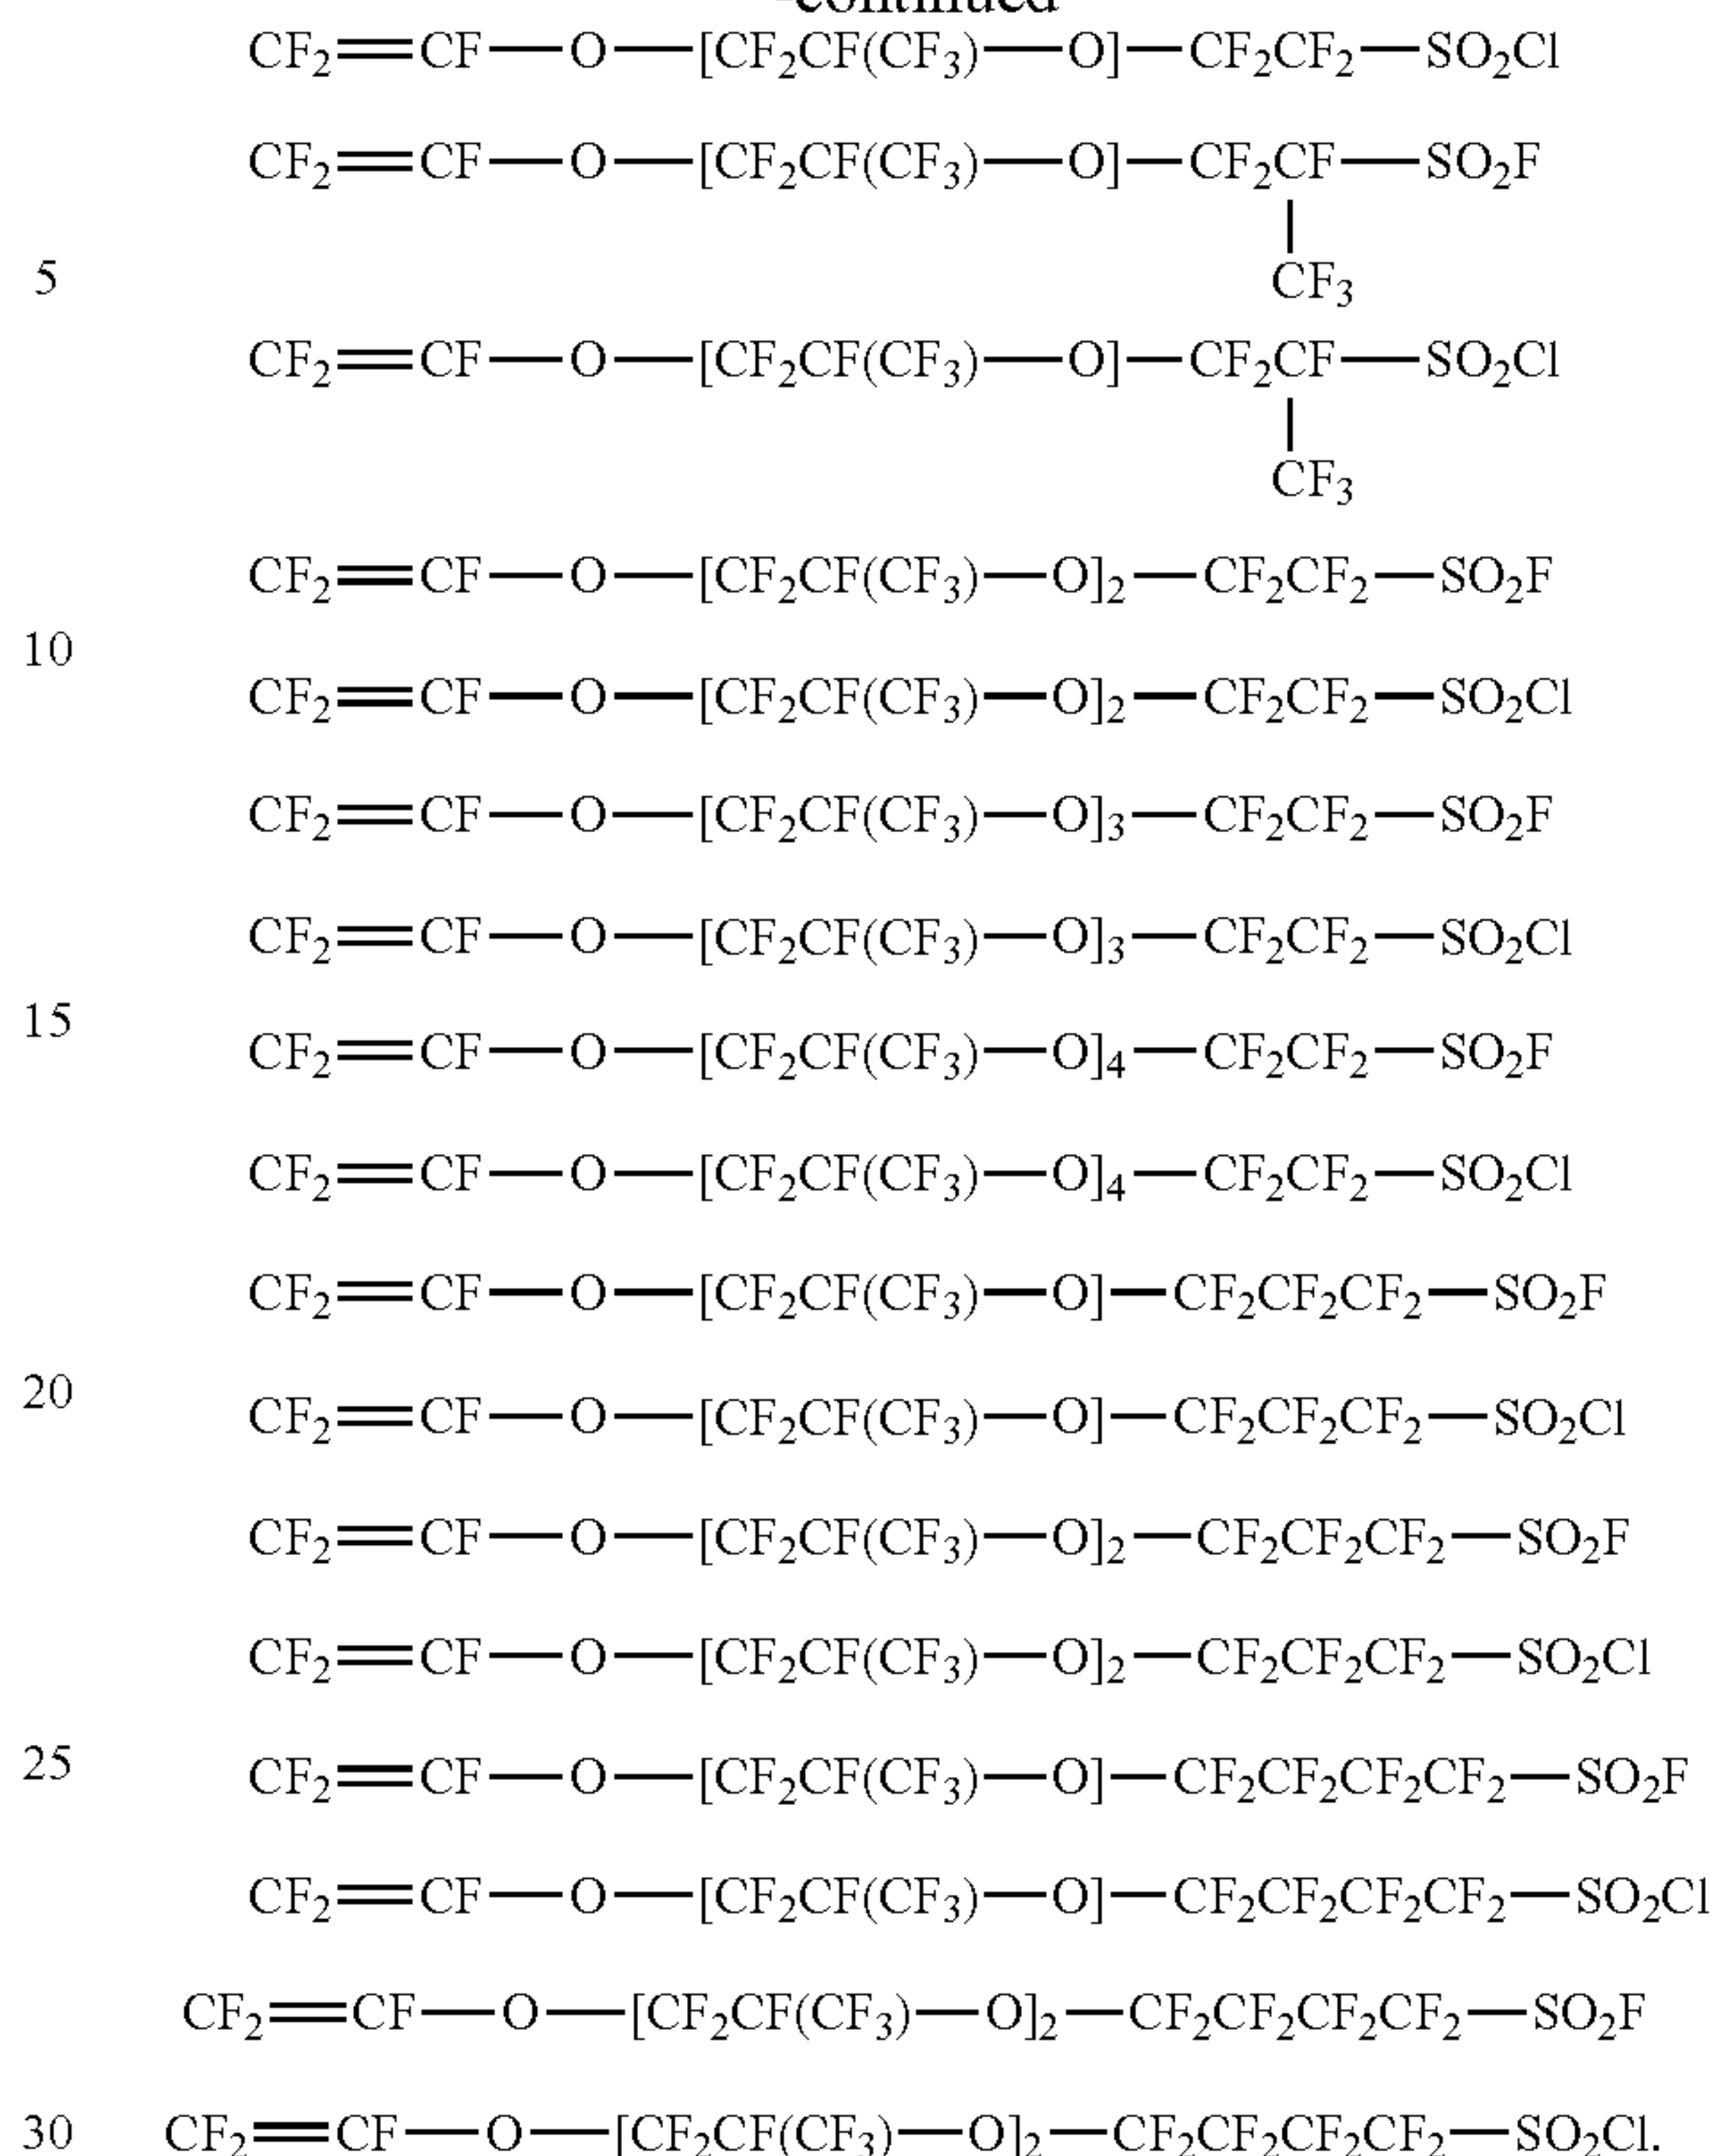 -continued
CF₂=CF—O—[CF₂CF(CF₃)—O]—CF₂CF₂—SO₂Cl
CF₂=CF—O—[CF₂CF(CF₃)—O]—CF₂CF—SO₂F
5
CF₃
CF₂=CF—O—[CF₂CF(CF₃)—O]—CF₂CF—SO₂Cl
CF₃
CF₂=CF—O—[CF₂CF(CF₃)—O]₂—CF₂CF₂—SO₂F
10
CF₂=CF—O—[CF₂CF(CF₃)—O]₂—CF₂CF₂—SO₂Cl
CF₂=CF—O—[CF₂CF(CF₃)—O]₃—CF₂CF₂—SO₂F
CF₂=CF—O—[CF₂CF(CF₃)—O]₃—CF₂CF₂—SO₂Cl
15
CF₂=CF—O—[CF₂CF(CF₃)—O]₄—CF₂CF₂—SO₂F
CF₂=CF—O—[CF₂CF(CF₃)—O]₄—CF₂CF₂—SO₂Cl
CF₂=CF—O—[CF₂CF(CF₃)—O]—CF₂CF₂CF₂—SO₂F
20
CF₂=CF—O—[CF₂CF(CF₃)—O]—CF₂CF₂CF₂—SO₂Cl
CF₂=CF—O—[CF₂CF(CF₃)—O]₂—CF₂CF₂CF₂—SO₂F
CF₂=CF—O—[CF₂CF(CF₃)—O]₂—CF₂CF₂CF₂—SO₂Cl
25
CF₂=CF—O—[CF₂CF(CF₃)—O]—CF₂CF₂CF₂CF₂—SO₂F
CF₂=CF—O—[CF₂CF(CF₃)—O]—CF₂CF₂CF₂CF₂—SO₂Cl
CF₂=CF—O—[CF₂CF(CF₃)—O]₂—CF₂CF₂CF₂CF₂—SO₂F
30
CF₂=CF—O—[CF₂CF(CF₃)—O]₂—CF₂CF₂CF₂CF₂—SO₂Cl.